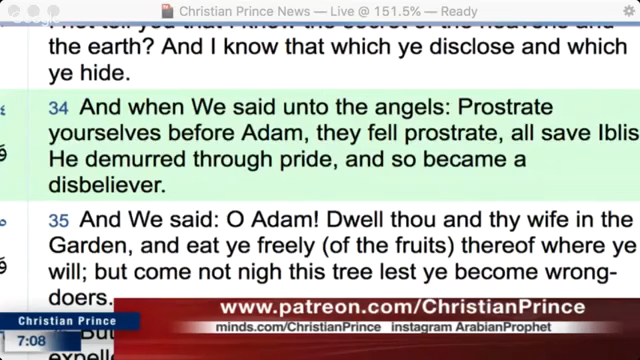 Christian Prince News — Live @ 151.5% — Ready
the earth? And I know that which ye disclose and which
ye hide.
34 And when We said unto the angels: Prostrate
yourselves before Adam, they fell prostrate, all save Iblis
He demurred through pride, and so became a
disbeliever.
35 And We said: O Adam! Dwell thou and thy wife in the
Garden, and eat ye freely (of the fruits) thereof where ye
will; but come not nigh this tree lest ye become wrong-
doers.
www.patreon.com/ChristianPrince
Christian Prince
minds.com/ChristianPrince instagram ArabianProphet
7:08
But